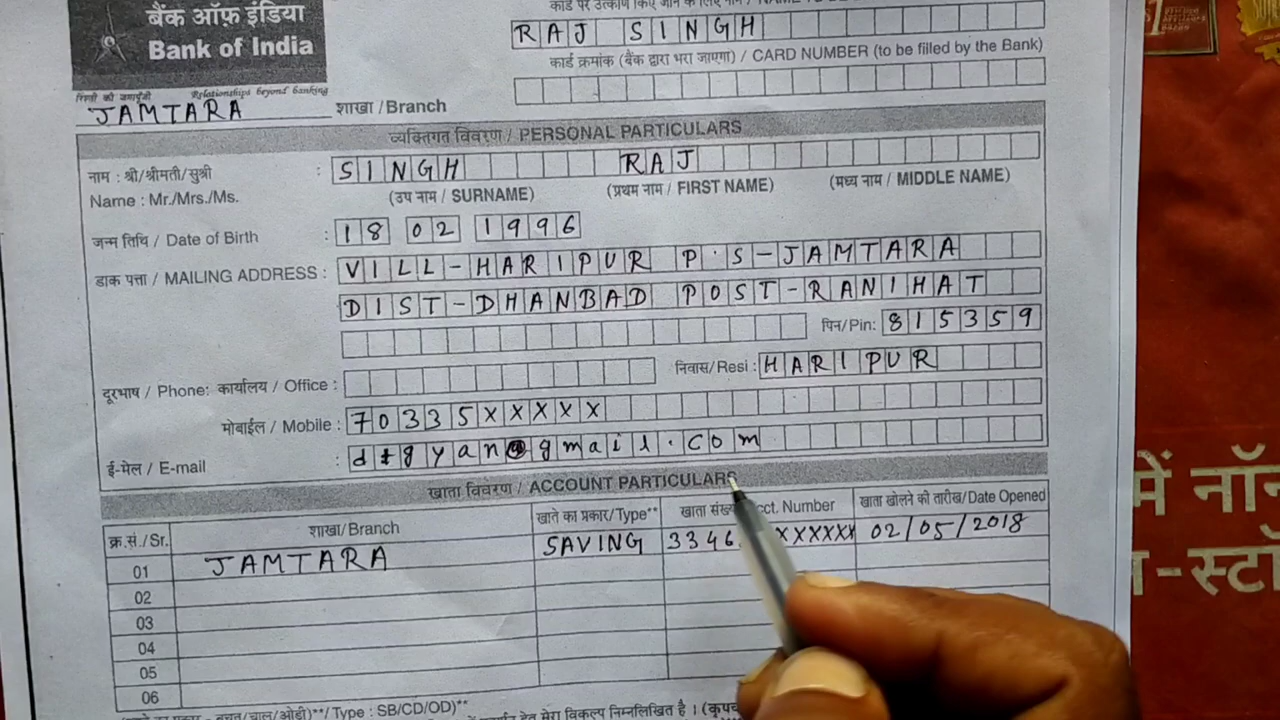 बैंक ऑफ़ इंडिया
Bank of India
Relationships beyond banking
JAMTARA शाखा / Branch
RAJ SINGH
कार्ड क्रमांक (बैंक द्वारा भरा जाएगा) / CARD NUMBER (to be filled by the Bank)
व्यक्तिगत विवरण / PERSONAL PARTICULARS
नाम : श्री/श्रीमती/सुश्री : SINGH RAJ
Name : Mr./Mrs./Ms. (उप नाम / SURNAME) (प्रथम नाम / FIRST NAME) (मध्य नाम / MIDDLE NAME)
जन्म तिथि / Date of Birth : 18 02 1996
डाक पत्ता / MAILING ADDRESS : VILL-HARIPUR P.S-JAMTARA
DIST-DHANBAD POST-RANIHAT
पिन/Pin: 815359
दूरभाष / Phone: कार्यालय / Office : निवास/Resi : HARIPUR
मोबाईल / Mobile : 70335XXXXX
ई-मेल / E-mail : gyan@gmail.com
खाता विवरण / ACCOUNT PARTICULARS
क्र.सं./Sr. शाखा/Branch खाते का प्रकार/Type** खाता Acct. Number खाता खोलने की तारीख/Date Opened
01 JAMTARA SAVING 3346 XXXXXX 02/05/2018
02
03
04
05
06
/ Type : SB/CD/OD)**
मेरा विकल्प निम्नलिखित है ।
में नॉन
-स्टॉ